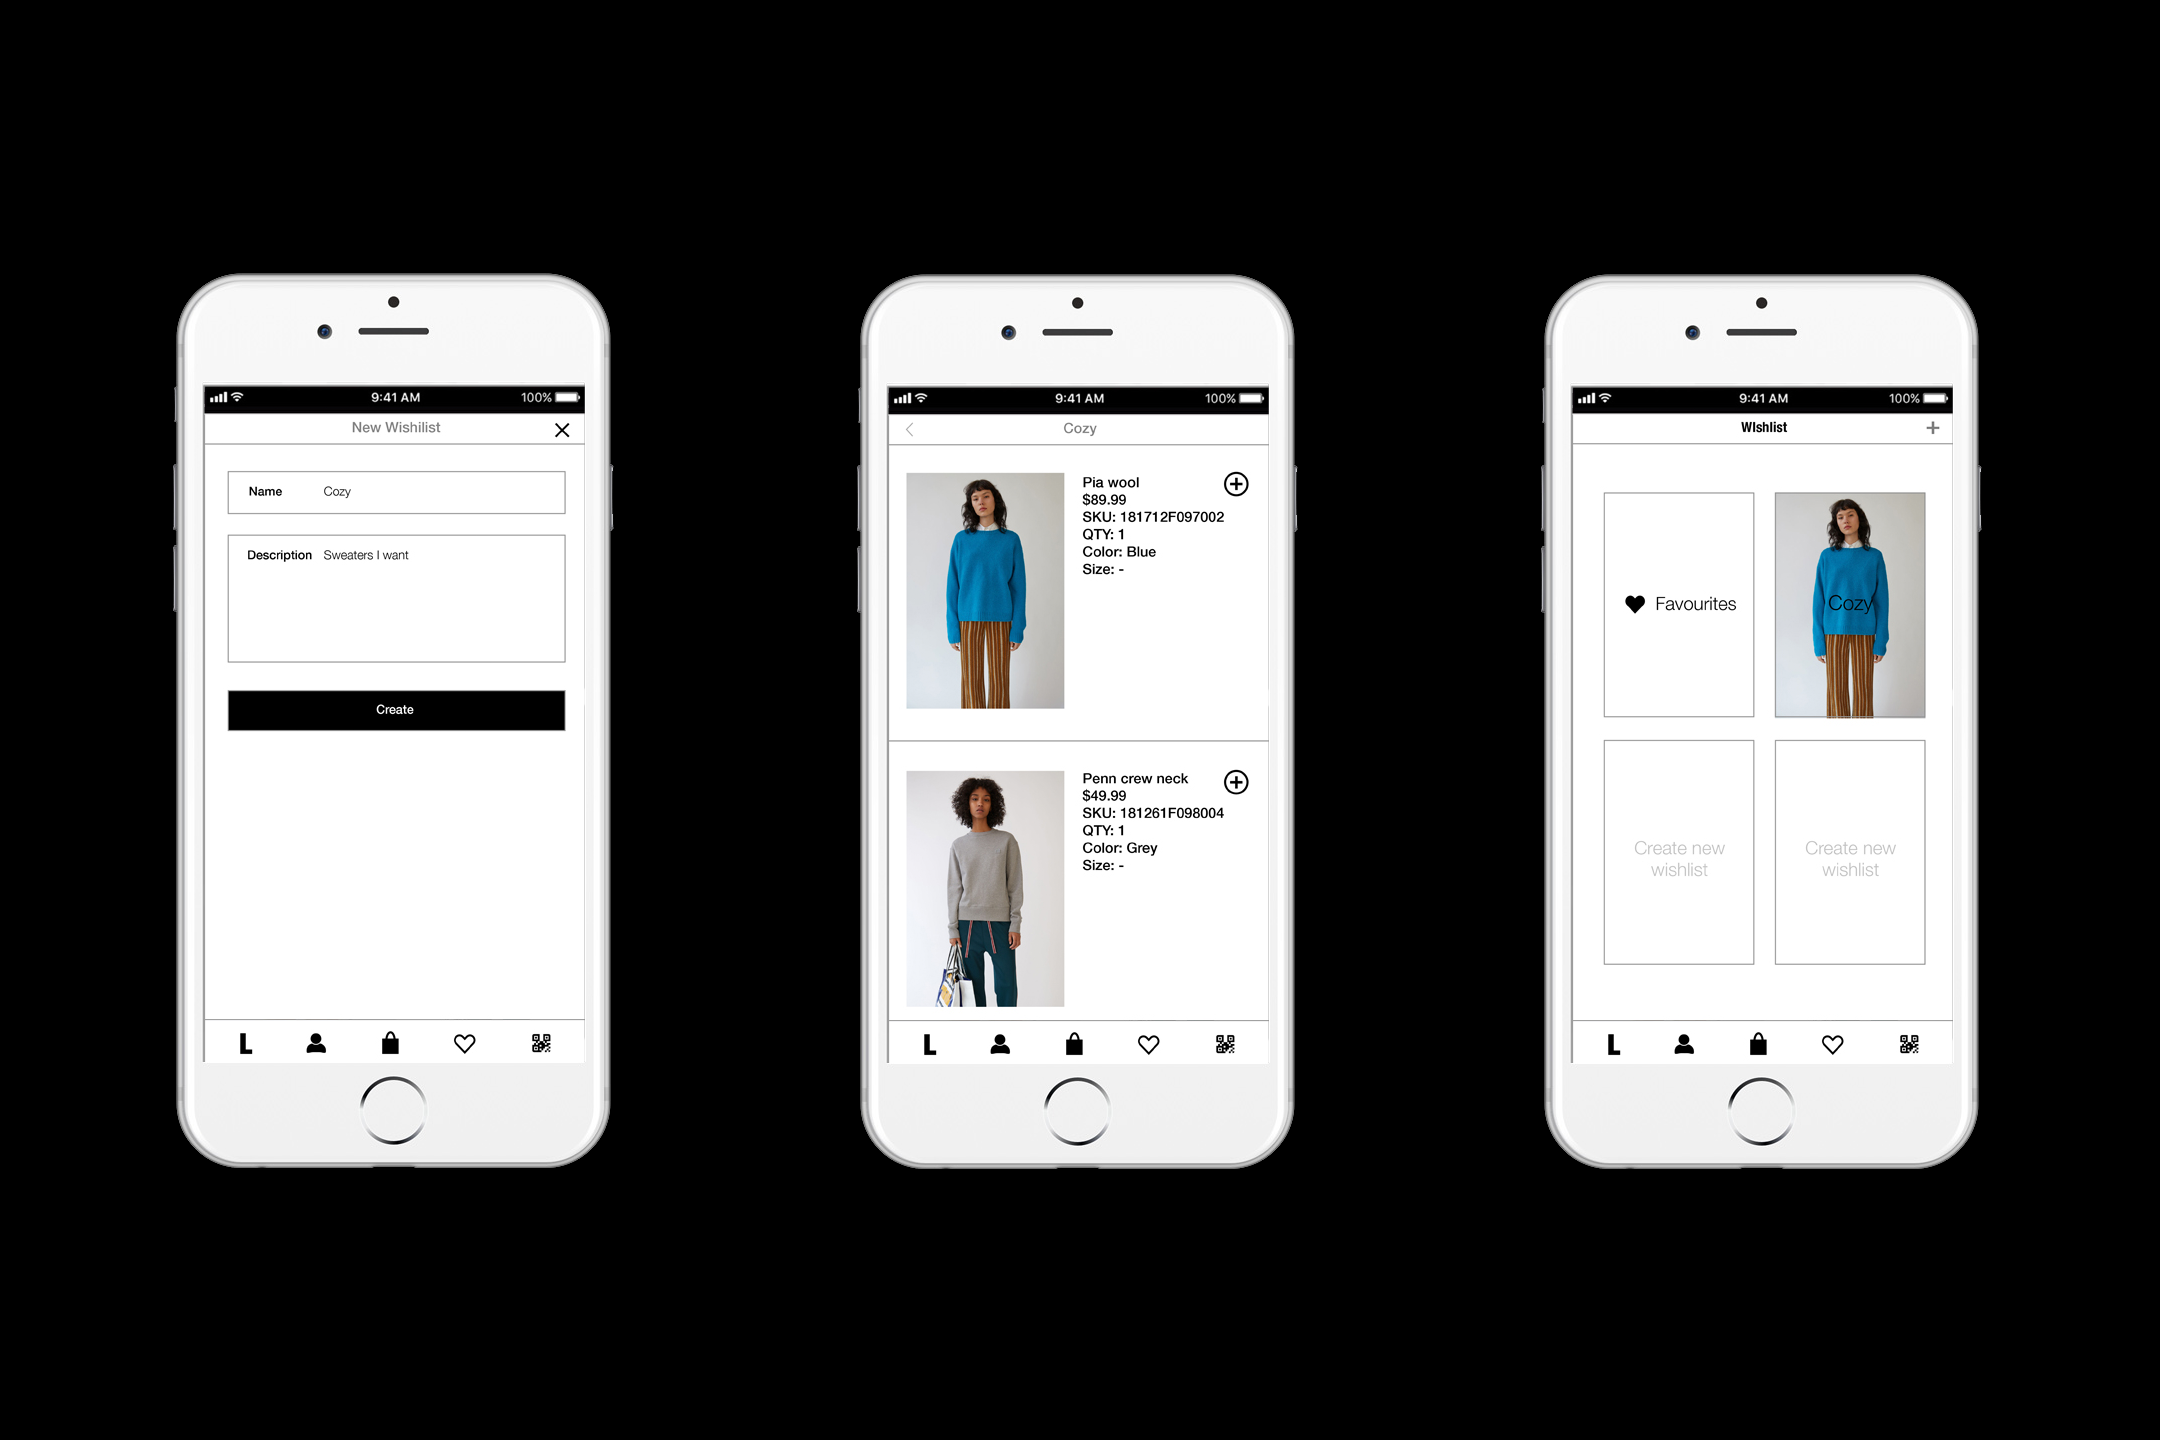 9:41 AM 100%
New Wishilist
Name Cozy
Description Sweaters I want
Create
L
9:41 AM 100%
Cozy
Pia wool
$89.99
SKU: 181712F097002
QTY: 1
Color: Blue
Size: -
Penn crew neck
$49.99
SKU: 181261F098004
QTY: 1
Color: Grey
Size: -
L
9:41 AM 100%
WIshlist
Favourites
Cozy
Create new
wishlist
Create new
wishlist
L